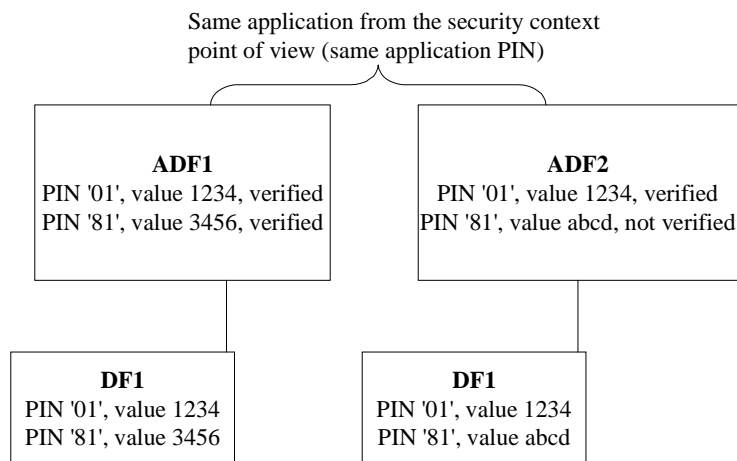 Same application from the security context
point of view (same application PIN)
ADF1
PIN '01', value 1234, verified
PIN '81', value 3456, verified
ADF2
PIN '01', value 1234, verified
PIN '81', value abcd, not verified
DF1
PIN '01', value 1234
PIN '81', value 3456
DF1
PIN '01', value 1234
PIN '81', value abcd